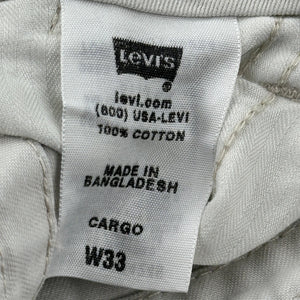 Levi's
levi.com
(800) USA-LEVI
100% COTTON
MADE IN
BANGLADESH
CARGO
W33